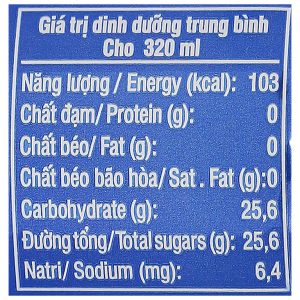 Giá trị dinh dưỡng trung bình
Cho 320 ml
Năng lượng / Energy (kcal): 103
Chất đạm / Protein (g): 0
Chất béo/ Fat (g): 0
Chất béo bão hòa/ Sat . Fat (g):0
Carbohydrate (g): 25,6
Đường tổng/Total sugars (g): 25,6
Natri/ Sodium (mg): 6,4